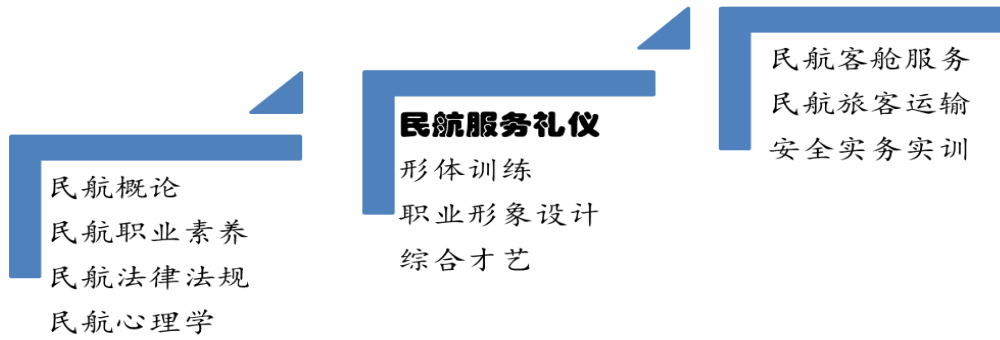 民航概论
民航职业素养
民航法律法规
民航心理学
民航服务礼仪
形体训练
职业形象设计
综合才艺
民航客舱服务
民航旅客运输
安全实务实训